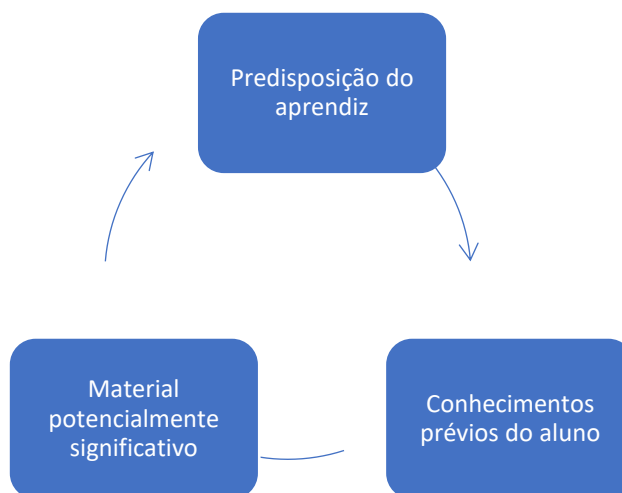 Predisposição do
aprendiz
Material
potencialmente
significativo
Conhecimentos
prévios do aluno